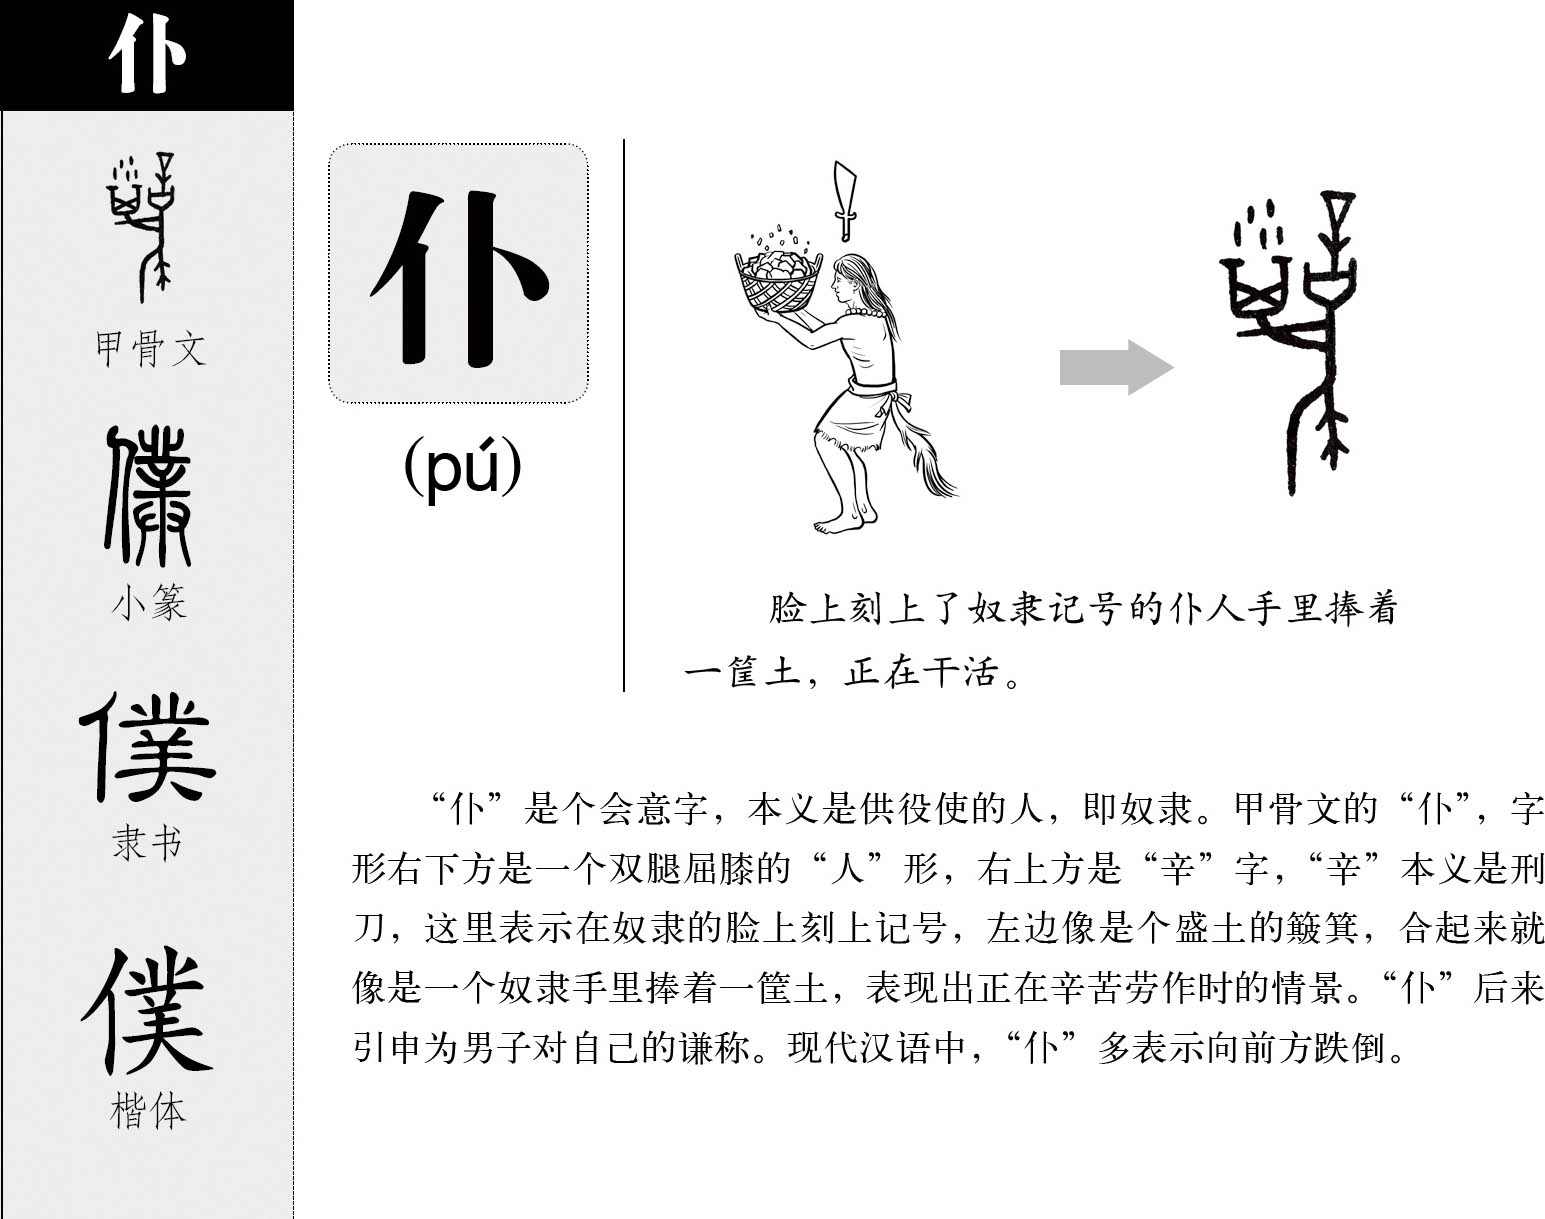 仆
甲骨文
僕
小篆
僕
隶书
僕
楷体
仆
(pú)
脸上刻上了奴隶记号的仆人手里捧着
一筐土，正在干活。
“仆”是个会意字，本义是供役使的人，即奴隶。甲骨文的“仆”，字
形右下方是一个双腿屈膝的“人”形，右上方是“辛”字，“辛”本义是刑
刀，这里表示在奴隶的脸上刻上记号，左边像是个盛土的簸箕，合起来就
像是一个奴隶手里捧着一筐土，表现出正在辛苦劳作时的情景。“仆”后来
引申为男子对自己的谦称。现代汉语中，“仆”多表示向前方跌倒。